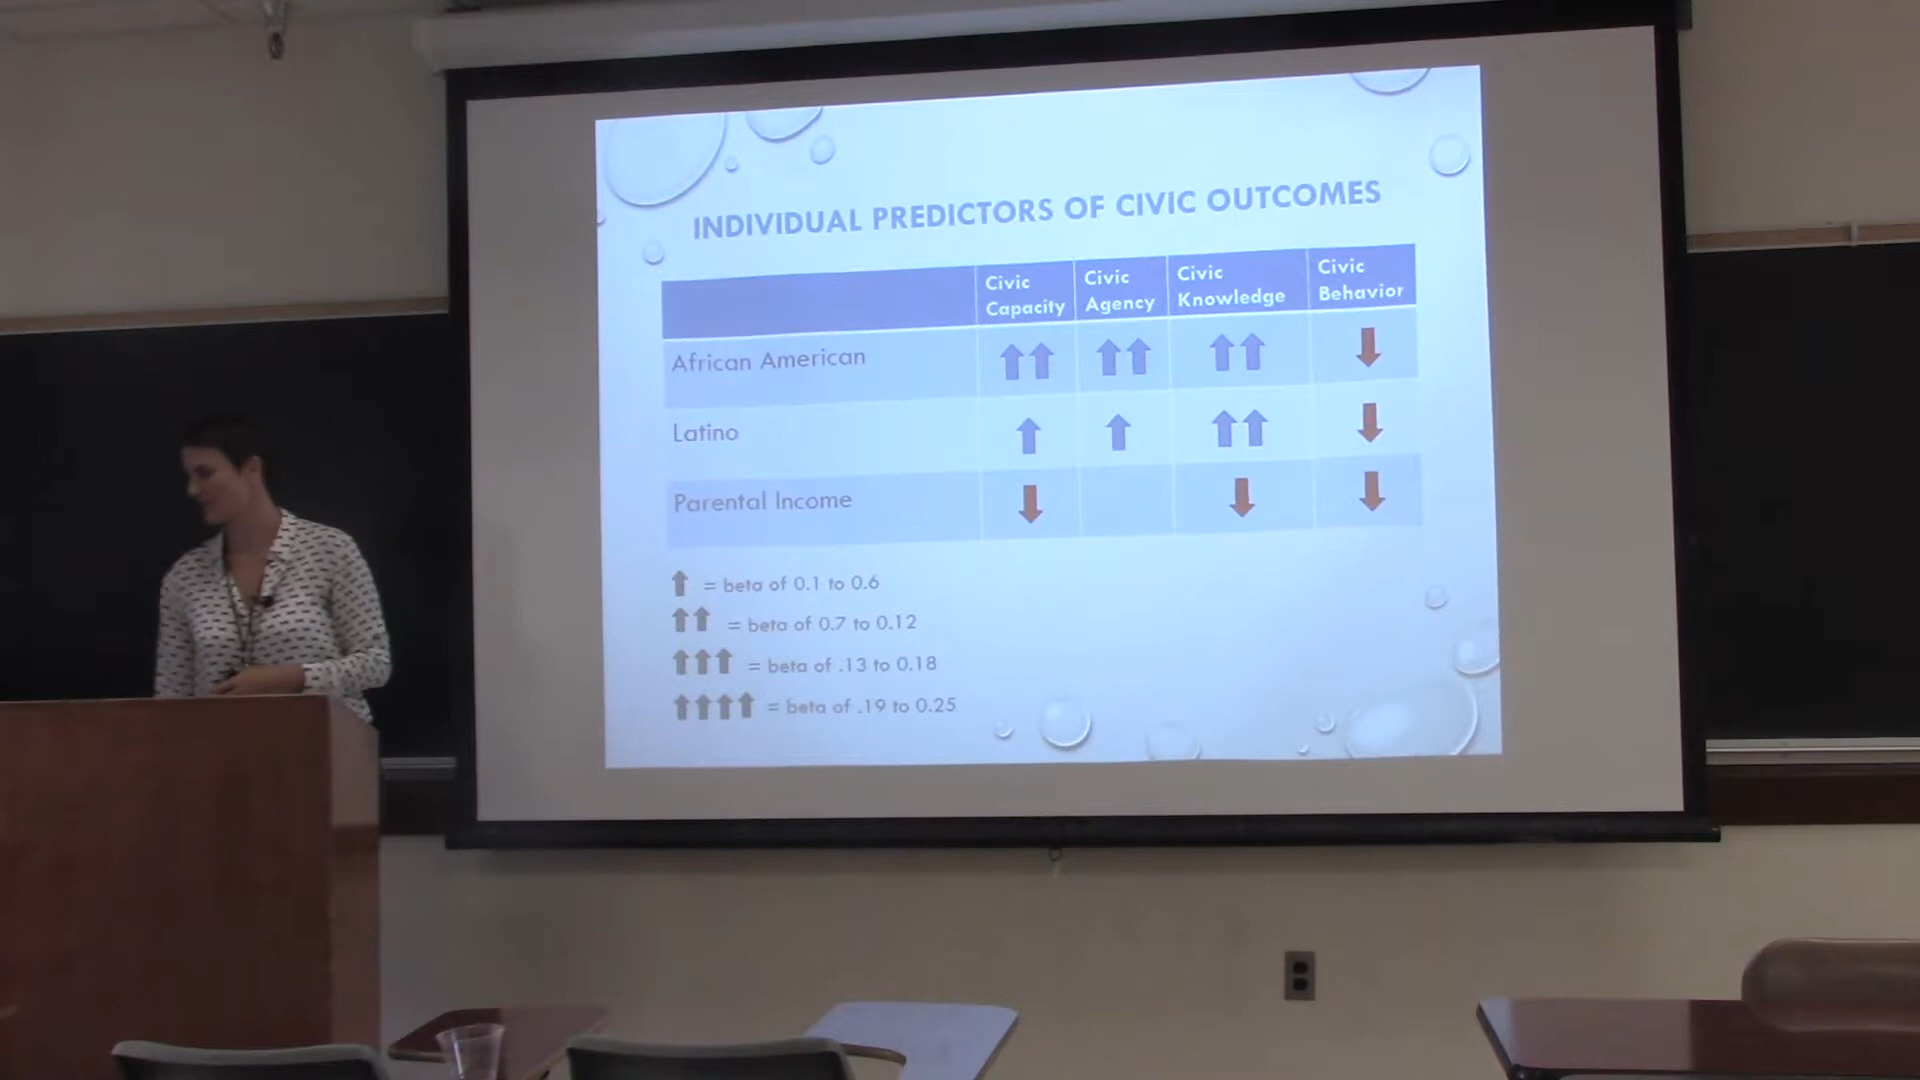 INDIVIDUAL PREDICTORS OF CIVIC OUTCOMES
Civic Capacity
Civic Agency
Civic Knowledge
Civic Behavior
African American
Latino
Parental Income
= beta of 0.1 to 0.6
= beta of 0.7 to 0.12
= beta of .13 to 0.18
= beta of .19 to 0.25